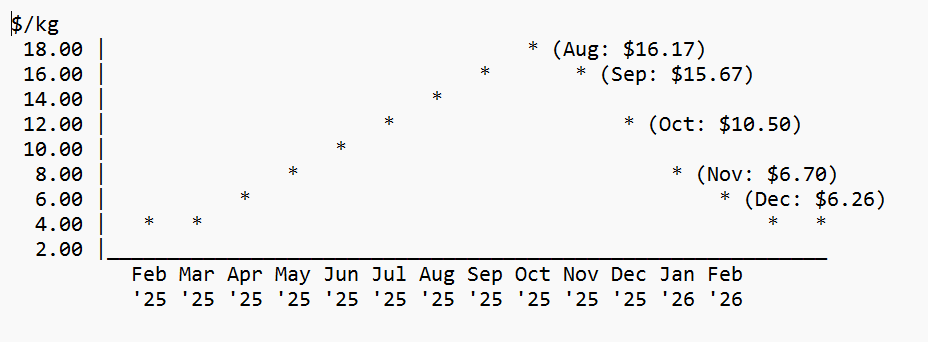 $/kg
18.00 |                                   * (Aug: $16.17)
16.00 |                               *       * (Sep: $15.67)
14.00 |                           *
12.00 |                       *                   * (Oct: $10.50)
10.00 |                   *
 8.00 |               *                               * (Nov: $6.70)
 6.00 |           *                                       * (Dec: $6.26)
 4.00 |   *   *                                               *   *
 2.00 |____________________________________________________________
Feb Mar Apr May Jun Jul Aug Sep Oct Nov Dec Jan Feb
'25 '25 '25 '25 '25 '25 '25 '25 '25 '25 '25 '26 '26